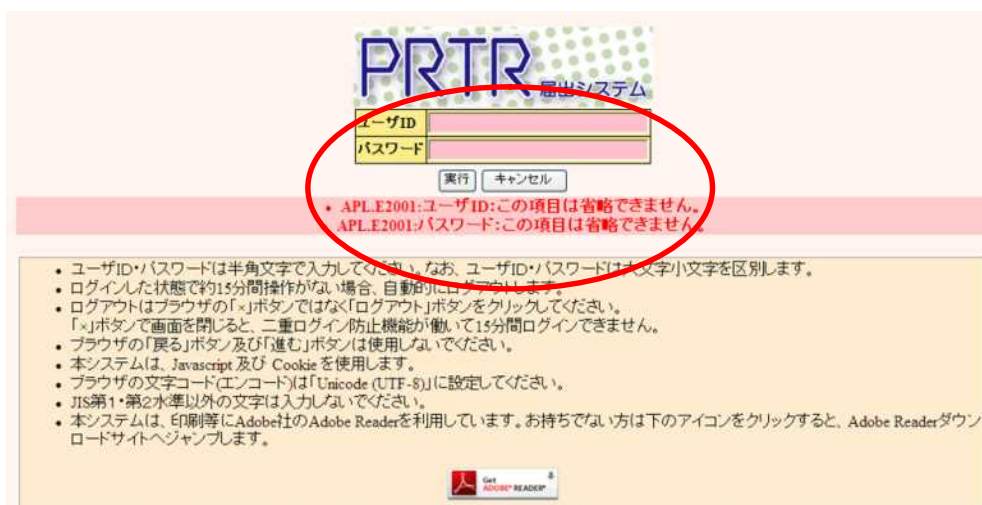 PRTR
届出システム
ユーザID
パスワード
実行 キャンセル
• APL.E2001:ユーザID:この項目は省略できません。
APL.E2001:パスワード:この項目は省略できません。
• ユーザID・パスワードは半角文字で入力してください。なお、ユーザID・パスワードは大文字小文字を区別します。
• ログインした状態で約15分間操作がない場合、自動的にログアウトします。
• ログアウトはブラウザの「×」ボタンではなく「ログアウト」ボタンをクリックしてください。
「×」ボタンで画面を閉じると、二重ログイン防止機能が働いて15分間ログインできません。
• ブラウザの「戻る」ボタン及び「進む」ボタンは使用しないでください。
• 本システムは、Javascript 及び Cookie を使用します。
• ブラウザの文字コード(エンコード)は「Unicode (UTF-8)」に設定してください。
• JIS第1・第2水準以外の文字は入力しないでください。
• 本システムは、印刷等にAdobe社のAdobe Readerを利用しています。お持ちでない方は下のアイコンをクリックすると、Adobe Readerダウン
ロードサイトへジャンプします。
Get
ADOBE® READER®